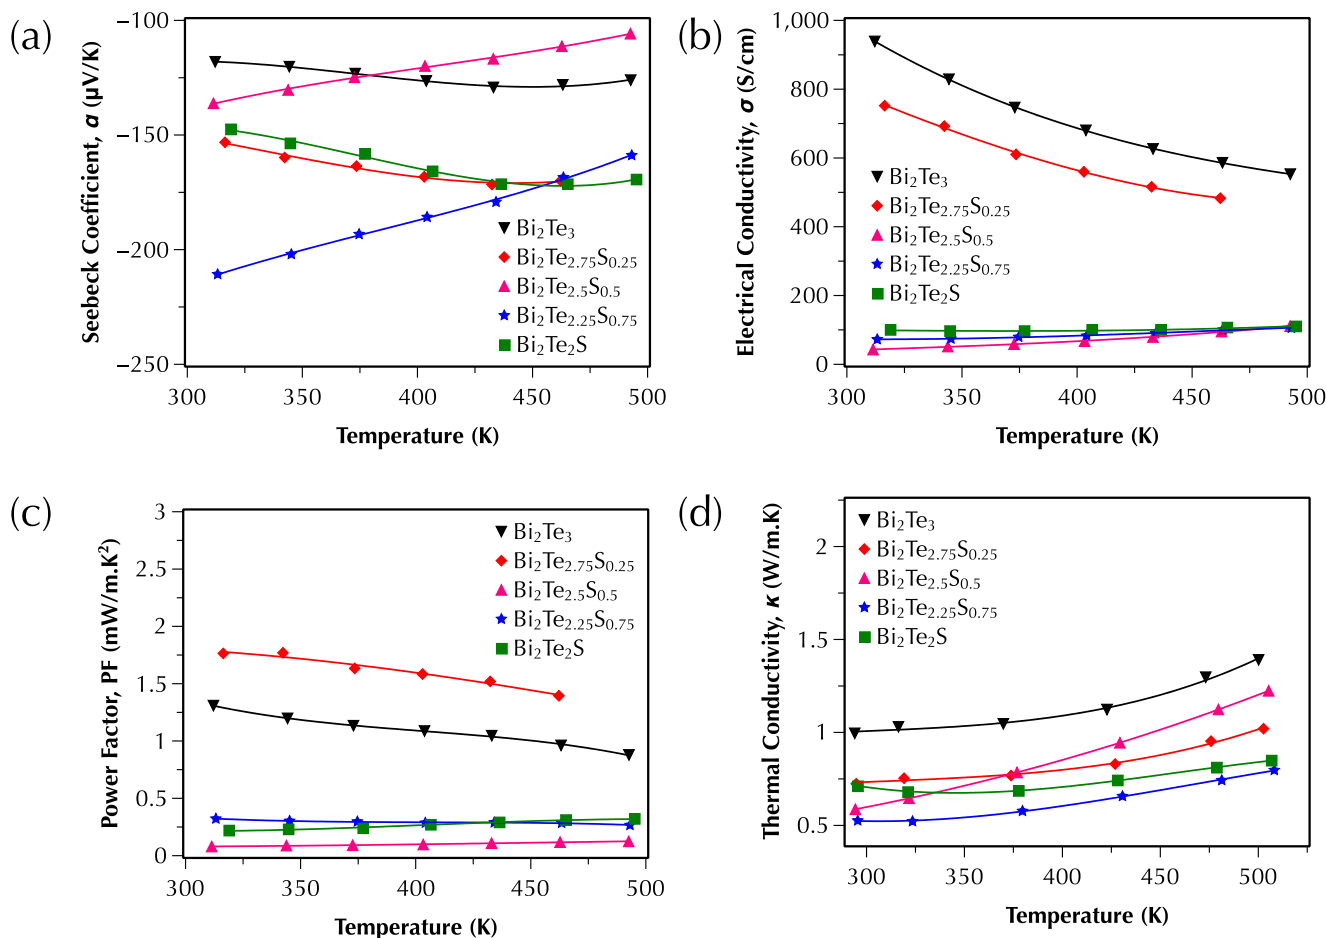 (a)
Seebeck Coefficient, α (μV/K)
−100
−150
−200
−250
300
350
400
450
500
Temperature (K)
Bi₂Te₃
Bi₂Te₂.₇₅S₀.₂₅
Bi₂Te₂.₅S₀.₅
Bi₂Te₂.₂₅S₀.₇₅
Bi₂Te₂S
(b)
Electrical Conductivity, σ (S/cm)
1,000
800
600
400
200
0
300
350
400
450
500
Temperature (K)
Bi₂Te₃
Bi₂Te₂.₇₅S₀.₂₅
Bi₂Te₂.₅S₀.₅
Bi₂Te₂.₂₅S₀.₇₅
Bi₂Te₂S
(c)
Power Factor, PF (mW/m.K²)
3
2.5
2
1.5
1
0.5
0
300
350
400
450
500
Temperature (K)
Bi₂Te₃
Bi₂Te₂.₇₅S₀.₂₅
Bi₂Te₂.₅S₀.₅
Bi₂Te₂.₂₅S₀.₇₅
Bi₂Te₂S
(d)
Thermal Conductivity, κ (W/m.K)
2
1.5
1
0.5
300
350
400
450
500
Temperature (K)
Bi₂Te₃
Bi₂Te₂.₇₅S₀.₂₅
Bi₂Te₂.₅S₀.₅
Bi₂Te₂.₂₅S₀.₇₅
Bi₂Te₂S